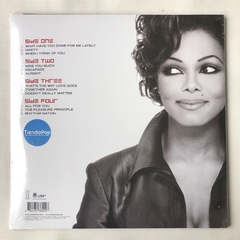 Side One
WHAT HAVE YOU DONE FOR ME LATELY
NASTY
WHEN I THINK OF YOU
Side Two
MISS YOU MUCH
ESCAPADE
ALRIGHT
Side Three
THAT'S THE WAY LOVE GOES
TOGETHER AGAIN
DOESN'T REALLY MATTER
Side Four
ALL FOR YOU
THE PLEASURE PRINCIPLE
RHYTHM NATION
TiendaPop